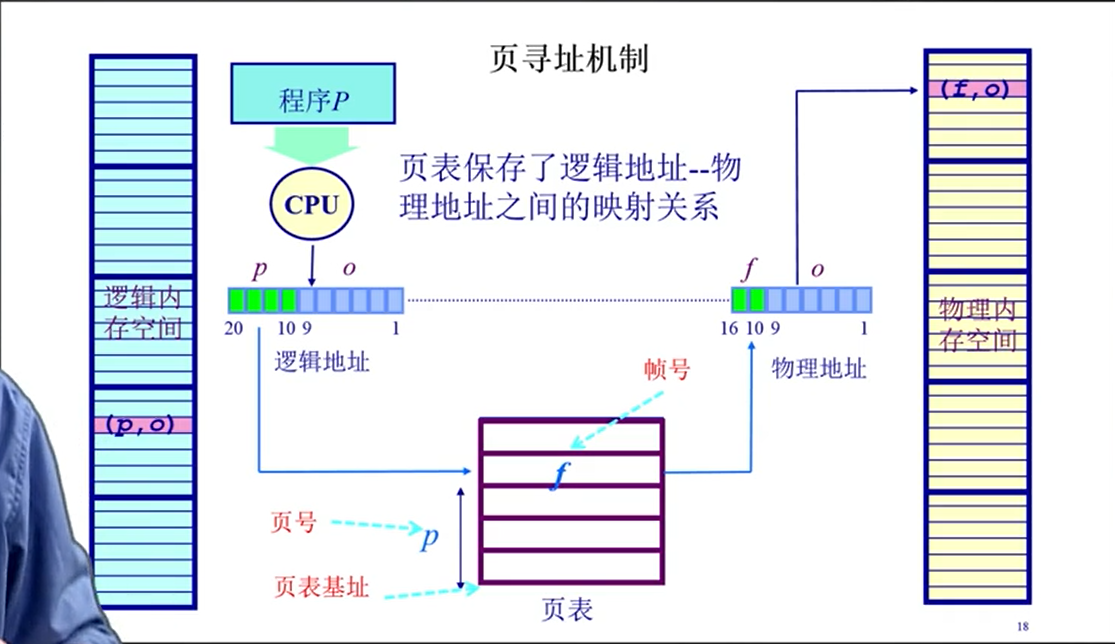 页寻址机制
程序P
CPU
页表保存了逻辑地址--物
理地址之间的映射关系
p
o
f
o
(f,o)
逻辑内
存空间
物理内
存空间
20
10
9
1
16
10
9
1
逻辑地址
物理地址
帧号
(p,o)
f
页号
p
页表基址
页表
18